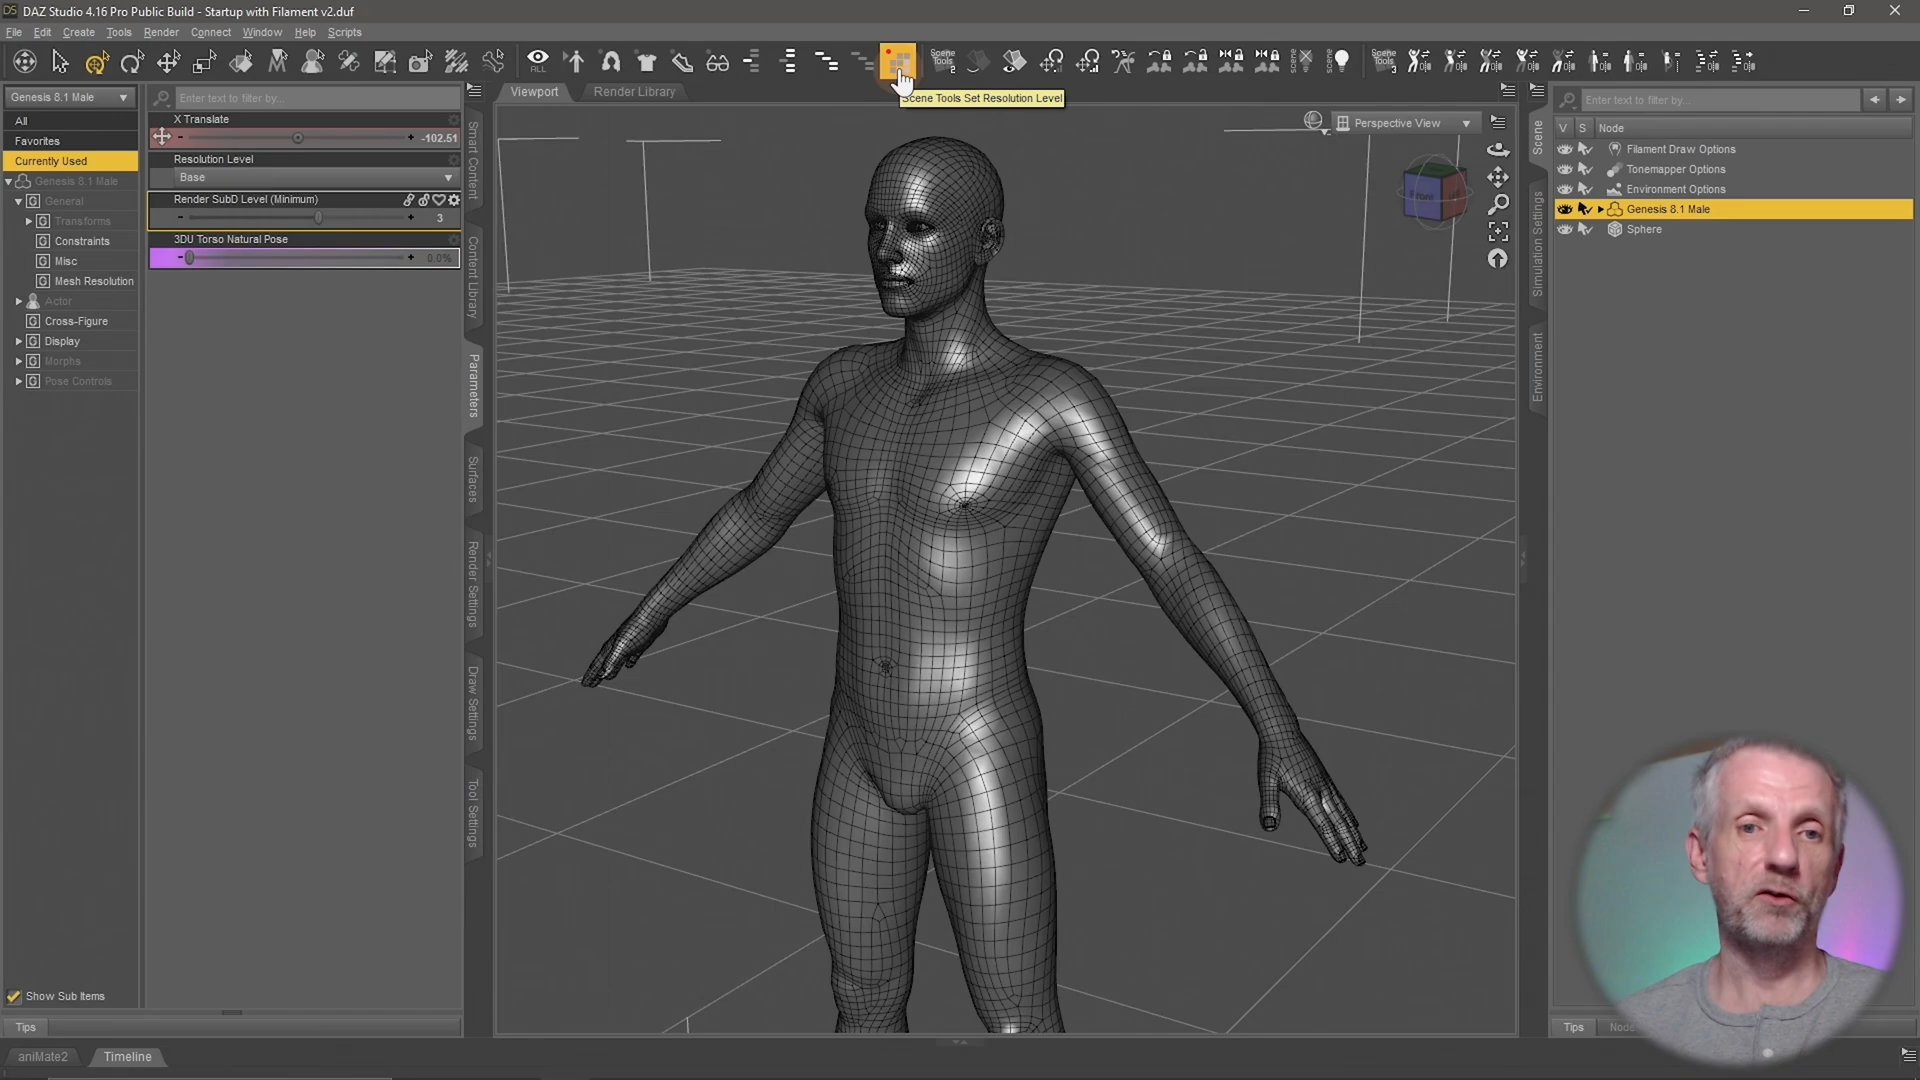 DAZ Studio 4.16 Pro Public Build - Startup with Filament v2.duf
File Edit Create Tools Render Connect Window Help Scripts
ALL
Scene Tools 2
Scene Tools 3
Scene Tools Set Resolution Level
Genesis 8.1 Male
All
Favorites
Currently Used
Genesis 8.1 Male
General
Transforms
Constraints
Misc
Mesh Resolution
Actor
Cross-Figure
Display
Morphs
Pose Controls
Show Sub Items
Tips
Enter text to filter by...
X Translate
-102.51
Resolution Level
Base
Render SubD Level (Minimum)
3
3DU Torso Natural Pose
0.0%
Smart Content
Content Library
Parameters
Surfaces
Render Settings
Draw Settings
Tool Settings
Viewport
Render Library
Perspective View
Front
Scene
Simulation Settings
Environment
Enter text to filter by...
V S Node
Filament Draw Options
Tonemapper Options
Environment Options
Genesis 8.1 Male
Sphere
Tips
aniMate2
Timeline